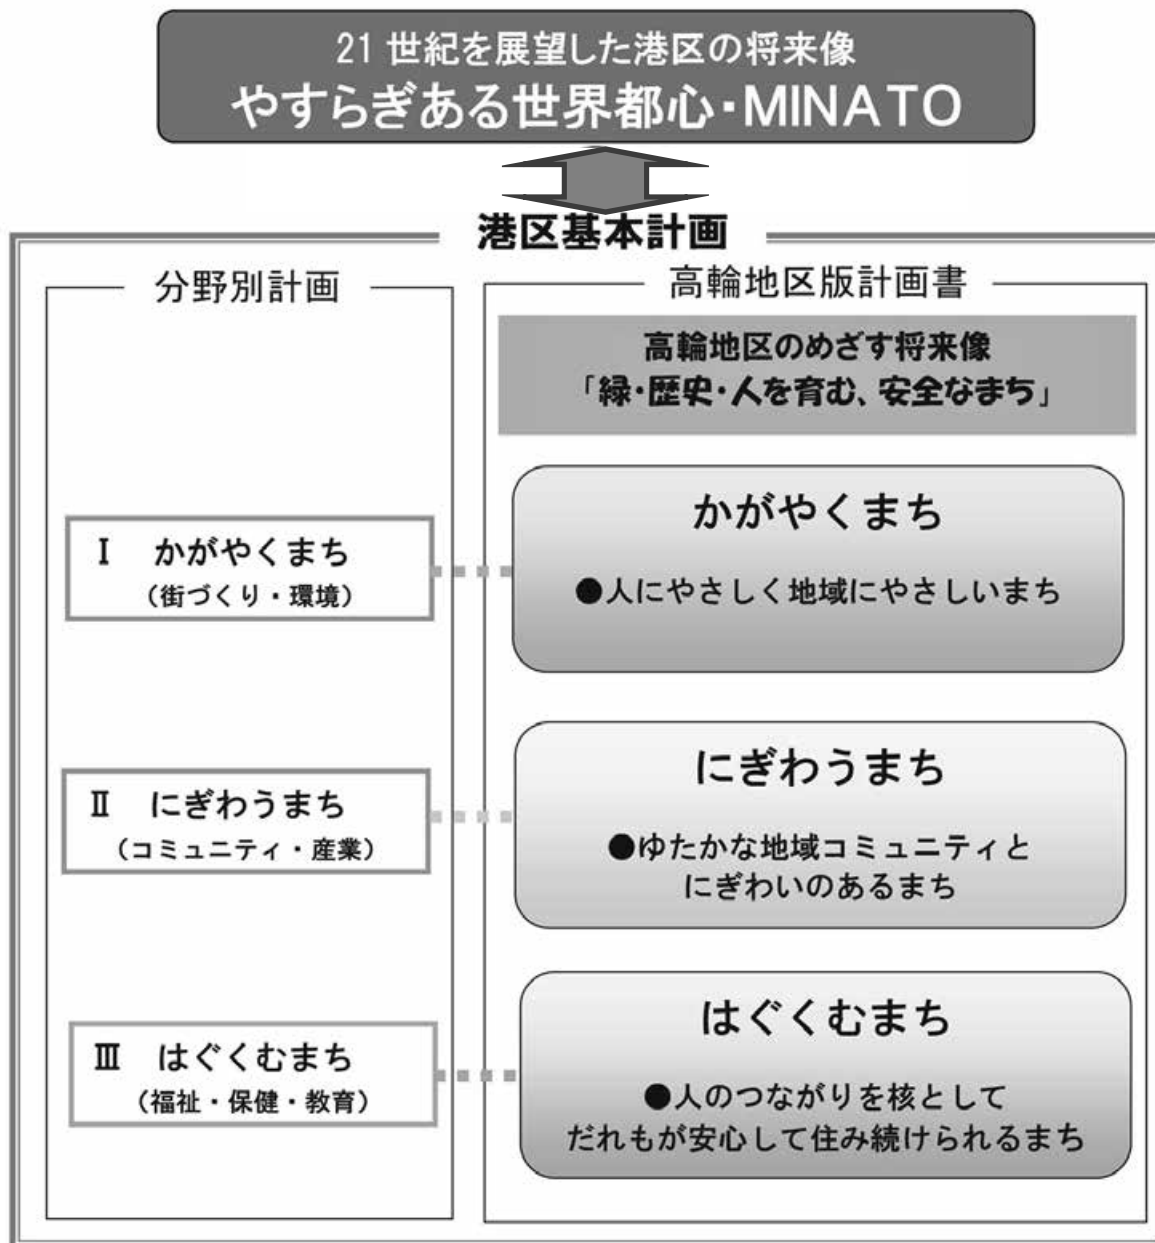 21世紀を展望した港区の将来像
やすらぎある世界都心・MINATO
港区基本計画
分野別計画
Ⅰ　かがやくまち
（街づくり・環境）
Ⅱ　にぎわうまち
（コミュニティ・産業）
Ⅲ　はぐくむまち
（福祉・保健・教育）
高輪地区版計画書
高輪地区のめざす将来像
「緑・歴史・人を育む、安全なまち」
かがやくまち
●人にやさしく地域にやさしいまち
にぎわうまち
●ゆたかな地域コミュニティと
にぎわいのあるまち
はぐくむまち
●人のつながりを核として
だれもが安心して住み続けられるまち